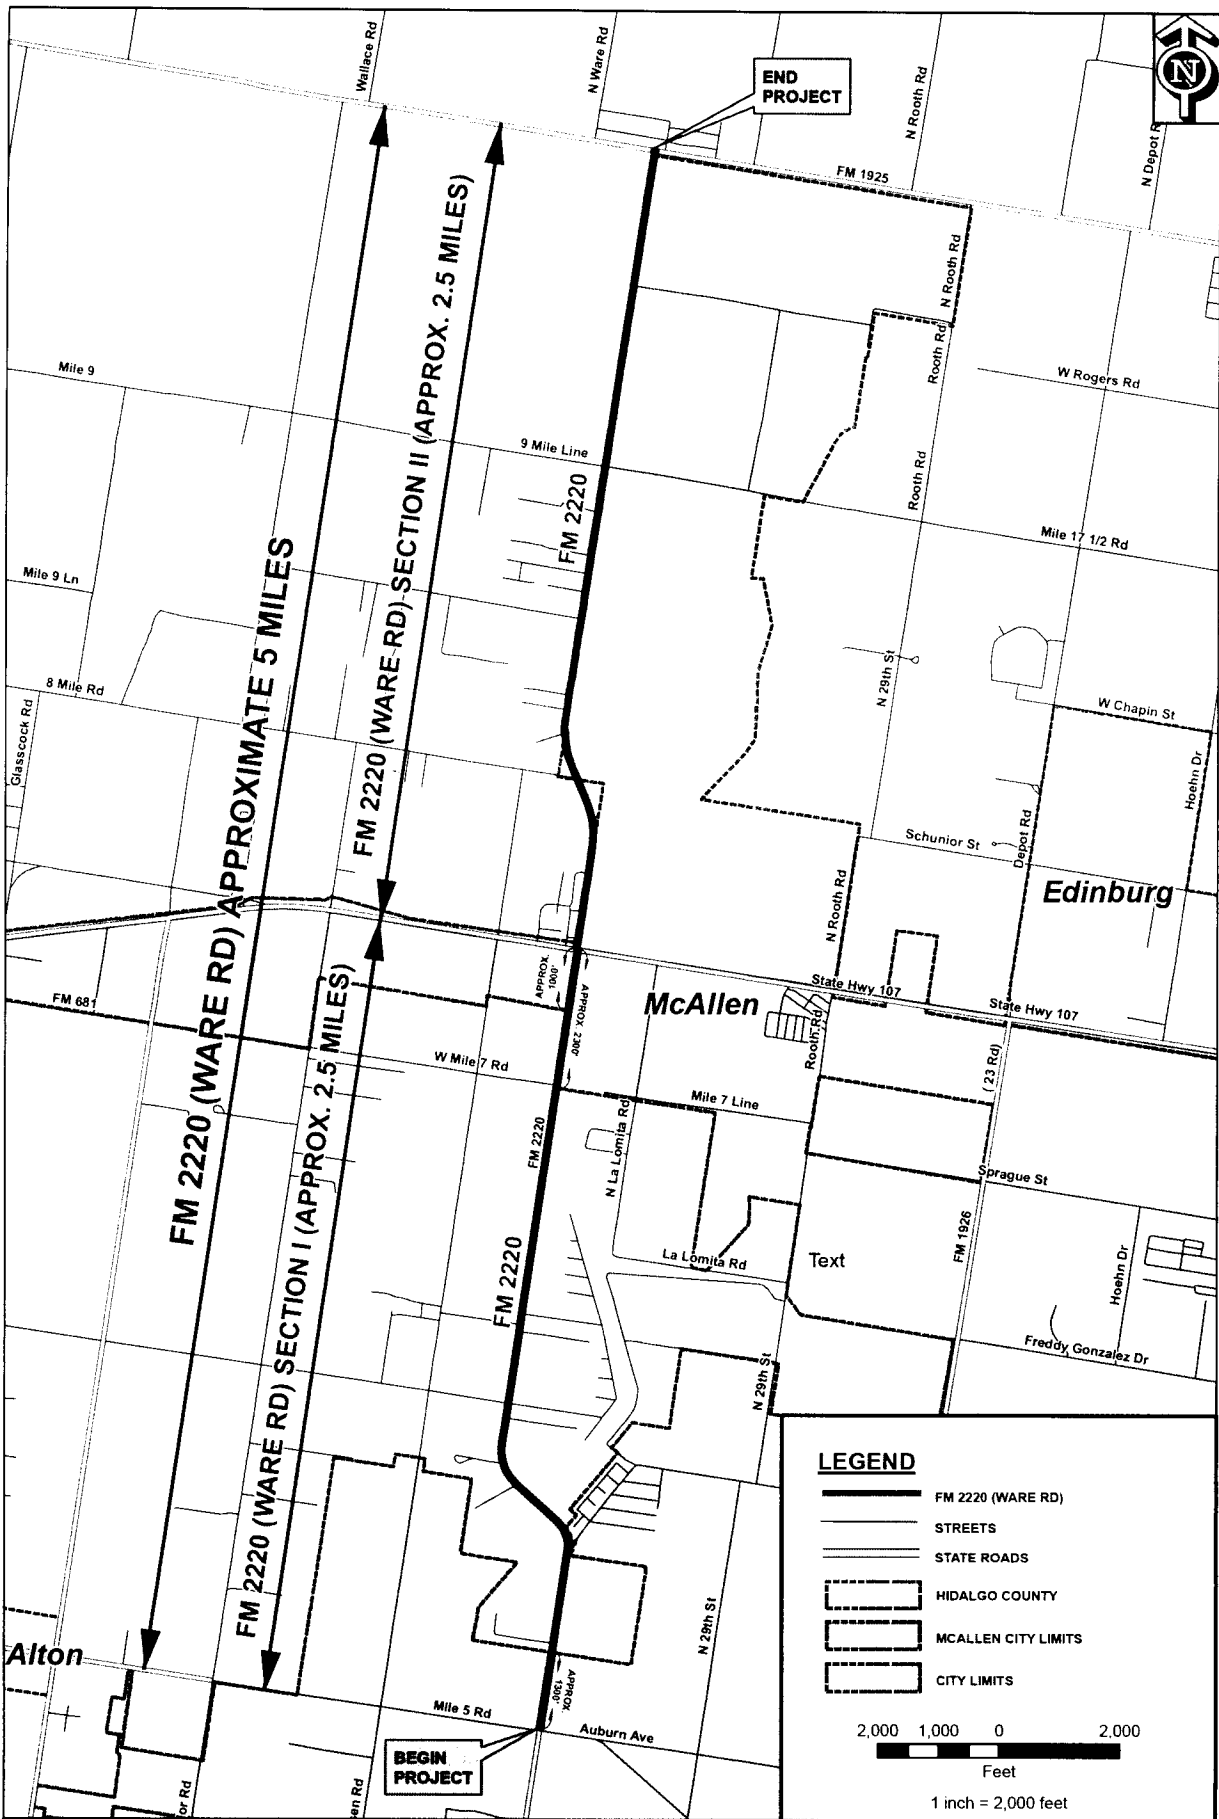 Wallace Rd
N Ware Rd
END
PROJECT
N Rooth Rd
N Depot R
N
FM 1925
N Rooth Rd
Rooth Rd
W Rogers Rd
Mile 9
9 Mile Line
Rooth Rd
Mile 17 1/2 Rd
FM 2220
FM 2220 (WARE RD) SECTION II (APPROX. 2.5 MILES)
FM 2220 (WARE RD) APPROXIMATE 5 MILES
Mile 9 Ln
8 Mile Rd
Glasscock Rd
N 29th St
W Chapin St
Hoehn Dr
Schunior St
Depot Rd
Edinburg
N Rooth Rd
State Hwy 107
State Hwy 107
APPROX.
1000'
APPROX. 2300'
McAllen
FM 681
W Mile 7 Rd
Rooth Rd
( 23 Rd)
Mile 7 Line
FM 2220
N La Lomita Rd
Sprague St
FM 2220 (WARE RD) SECTION I (APPROX. 2.5 MILES)
FM 2220
La Lomita Rd
Text
FM 1926
Hoehn Dr
Freddy Gonzalez Dr
N 29th St
N 29th St
Alton
Mile 5 Rd
APPROX.
1300'
Auburn Ave
BEGIN
PROJECT
or Rd
en Rd
LEGEND
FM 2220 (WARE RD)
STREETS
STATE ROADS
HIDALGO COUNTY
MCALLEN CITY LIMITS
CITY LIMITS
2,000 1,000 0 2,000
Feet
1 inch = 2,000 feet